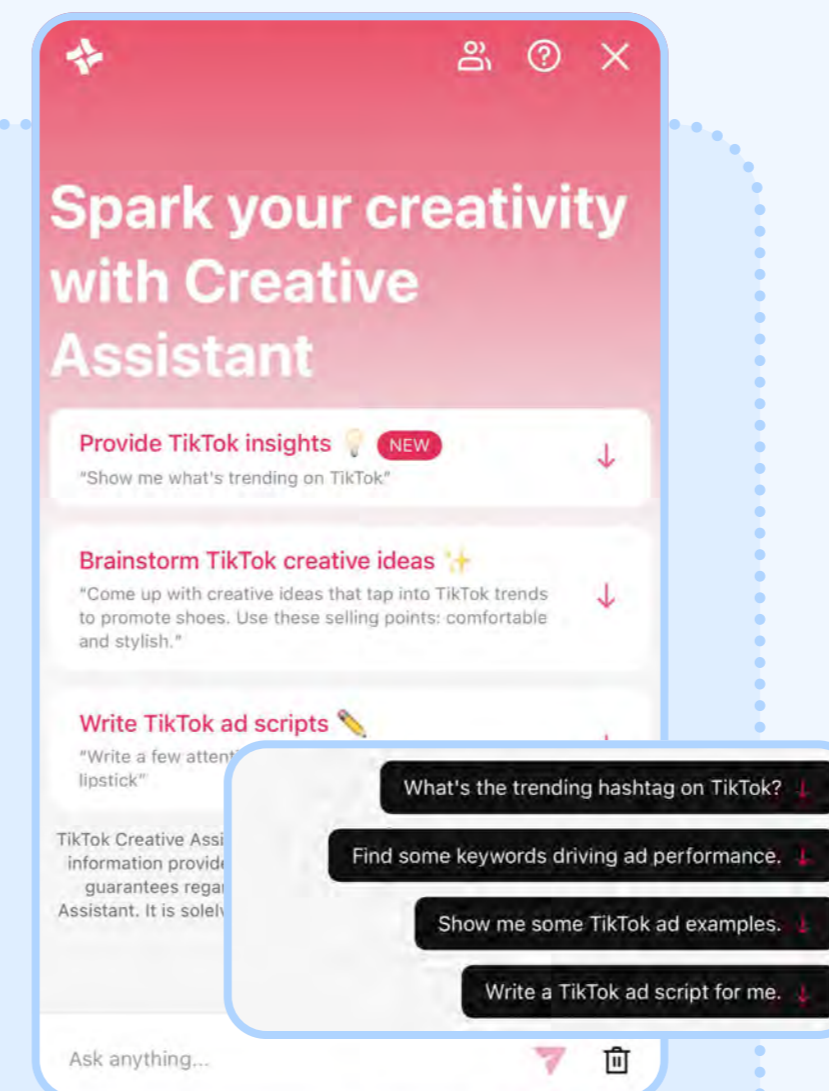 Spark your creativity
with Creative
Assistant
Provide TikTok insights 💡 NEW
"Show me what's trending on TikTok"
Brainstorm TikTok creative ideas ✨
"Come up with creative ideas that tap into TikTok trends
to promote shoes. Use these selling points: comfortable
and stylish."
Write TikTok ad scripts ✏️
"Write a few
lipstick"
TikTok Creative
information
guarantees
Assistant. It is
What's the trending hashtag on TikTok?
Find some keywords driving ad performance.
Show me some TikTok ad examples.
Write a TikTok ad script for me.
Ask anything...